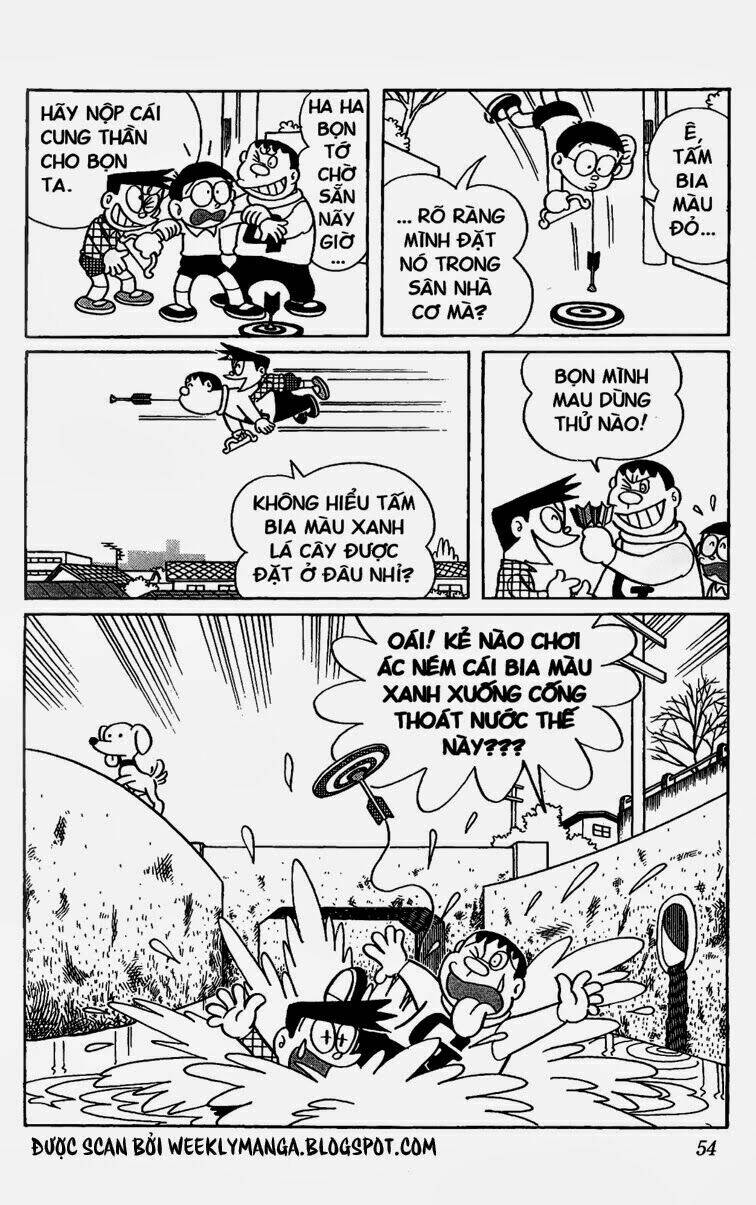 Ê,
TẤM
BIA
MÀU
ĐỎ...
... RÕ RÀNG
MÌNH ĐẶT
NÓ TRONG
SÂN NHÀ
CƠ MÀ?
HA HA
BỌN
TỚ
CHỜ
SẴN
NÃY
GIỜ
...
HÃY NỘP CÁI
CUNG THẦN
CHO BỌN
TA.
BỌN MÌNH
MAU DÙNG
THỬ NÀO!
KHÔNG HIỂU TẤM
BIA MÀU XANH
LÁ CÂY ĐƯỢC
ĐẶT Ở ĐÂU NHỈ?
OÁI! KẺ NÀO CHƠI
ÁC NÉM CÁI BIA MÀU
XANH XUỐNG CỐNG
THOÁT NƯỚC THẾ
NÀY???
ĐƯỢC SCAN BỞI WEEKLYMANGA.BLOGSPOT.COM
54